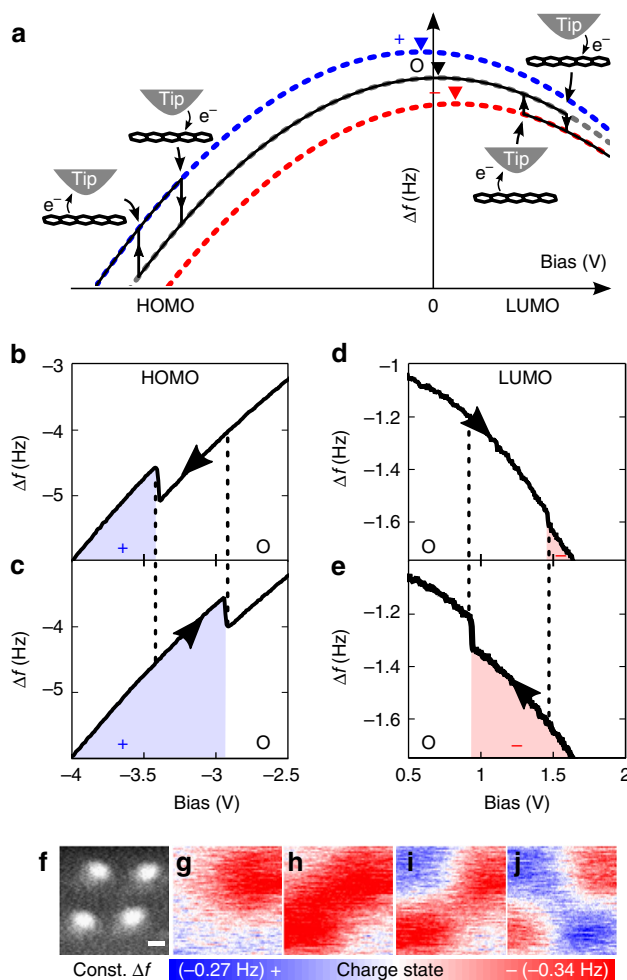 a
+
O
−
Tip
e−
Tip
e−
Tip
e−
Tip
e−
Δf (Hz)
Bias (V)
HOMO
0
LUMO
b
d
−3
−4
−5
Δf (Hz)
HOMO
+
O
−1
−1.2
−1.4
−1.6
Δf (Hz)
LUMO
O
−
c
e
−4
−5
Δf (Hz)
+
O
−1.2
−1.4
−1.6
Δf (Hz)
O
−
−4
−3.5
−3
−2.5
0.5
1
1.5
2
Bias (V)
Bias (V)
f
g
h
i
j
Const. Δf
(−0.27 Hz) + Charge state − (−0.34 Hz)